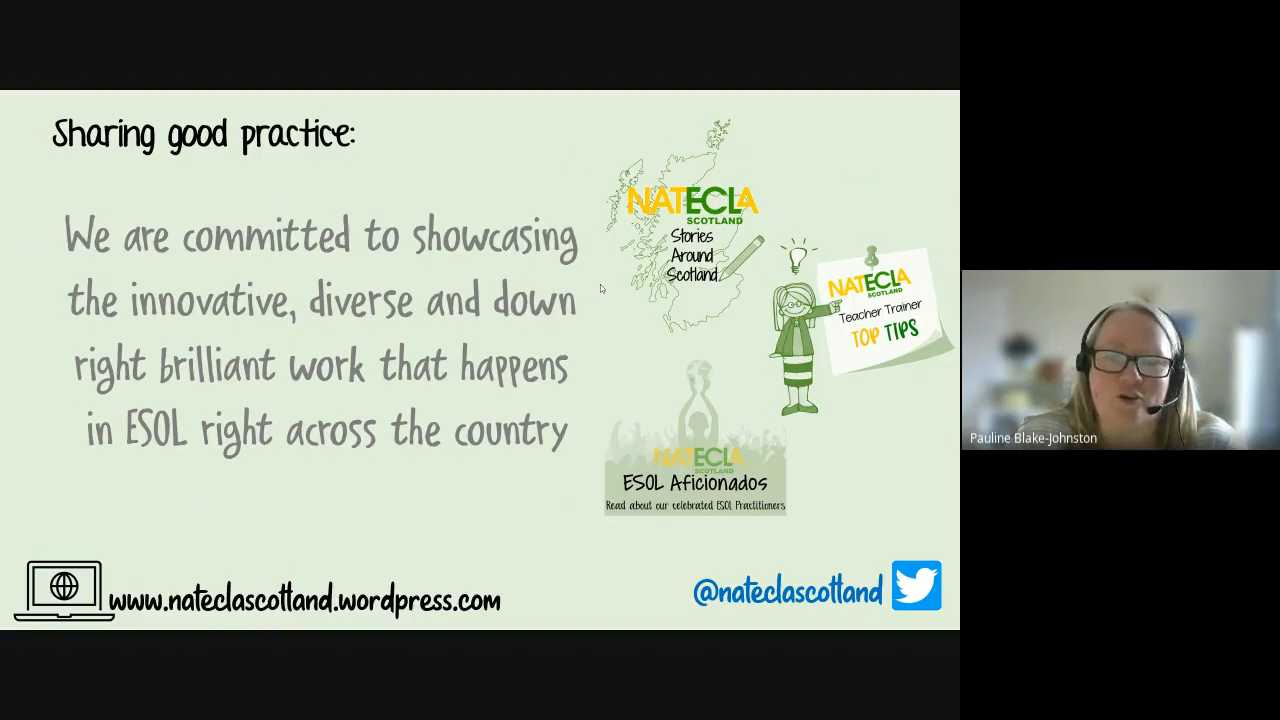 Sharing good practice:
We are committed to showcasing
the innovative, diverse and down
right brilliant work that happens
in ESOL right across the country
NATECLA
SCOTLAND
Stories
Around
Scotland
NATECLA
SCOTLAND
Teacher Trainer
TOP TIPS
NATECLA
SCOTLAND
ESOL Aficionados
Read about our celebrated ESOL Practitioners
www.nateclascotland.wordpress.com
@nateclascotland
Pauline Blake-Johnston